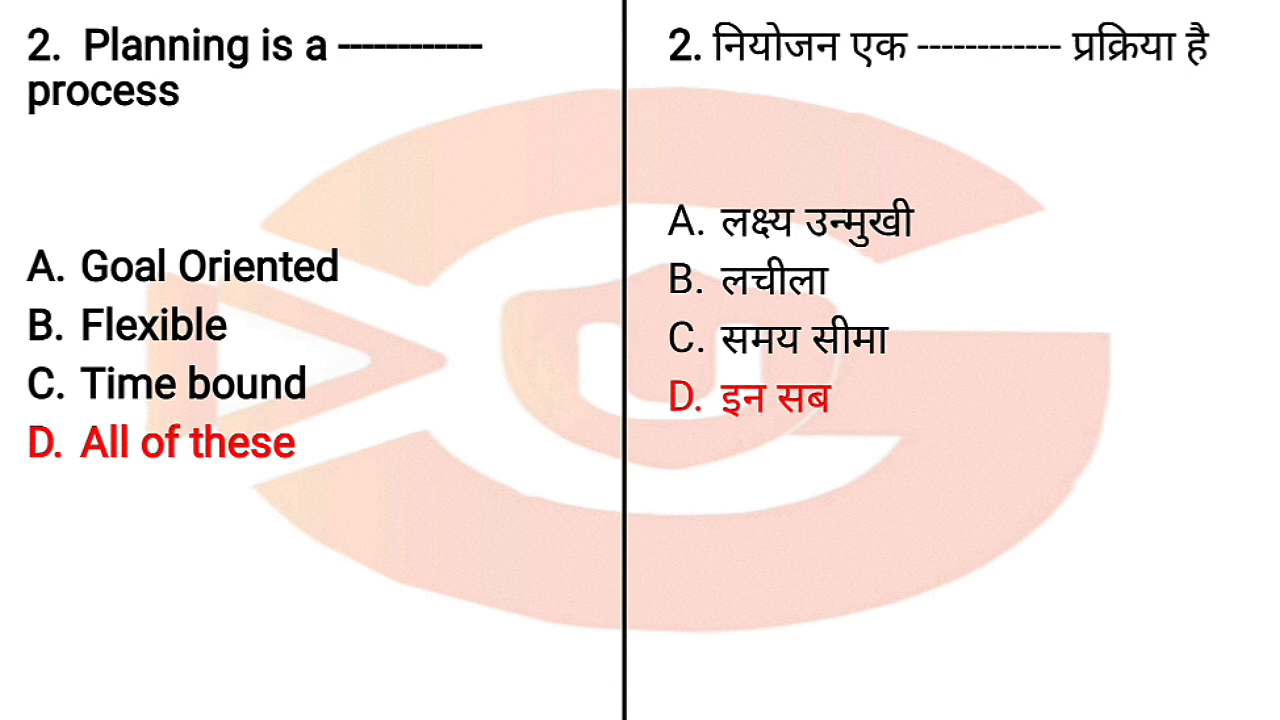 2. Planning is a ------------
process
A. Goal Oriented
B. Flexible
C. Time bound
D. All of these
2. नियोजन एक ------------ प्रक्रिया है
A. लक्ष्य उन्मुखी
B. लचीला
C. समय सीमा
D. इन सब